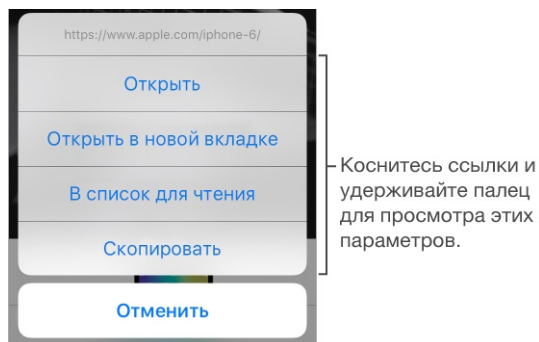 https://www.apple.com/iphone-6/
Открыть
Открыть в новой вкладке
В список для чтения
Скопировать
Отменить
Коснитесь ссылки и
удерживайте палец
для просмотра этих
параметров.